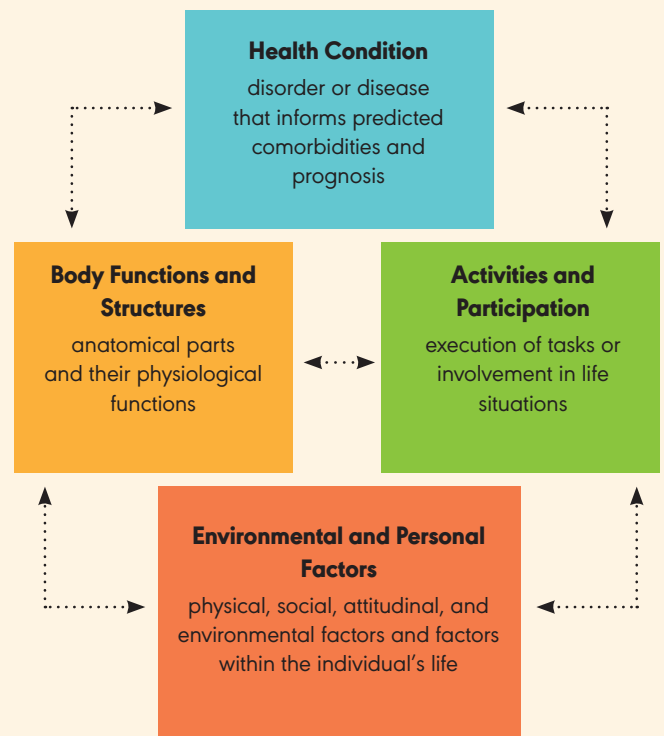 Health Condition
disorder or disease
that informs predicted
comorbidities and
prognosis
Body Functions and
Structures
anatomical parts
and their physiological
functions
Activities and
Participation
execution of tasks or
involvement in life
situations
Environmental and Personal
Factors
physical, social, attitudinal, and
environmental factors and factors
within the individual’s life